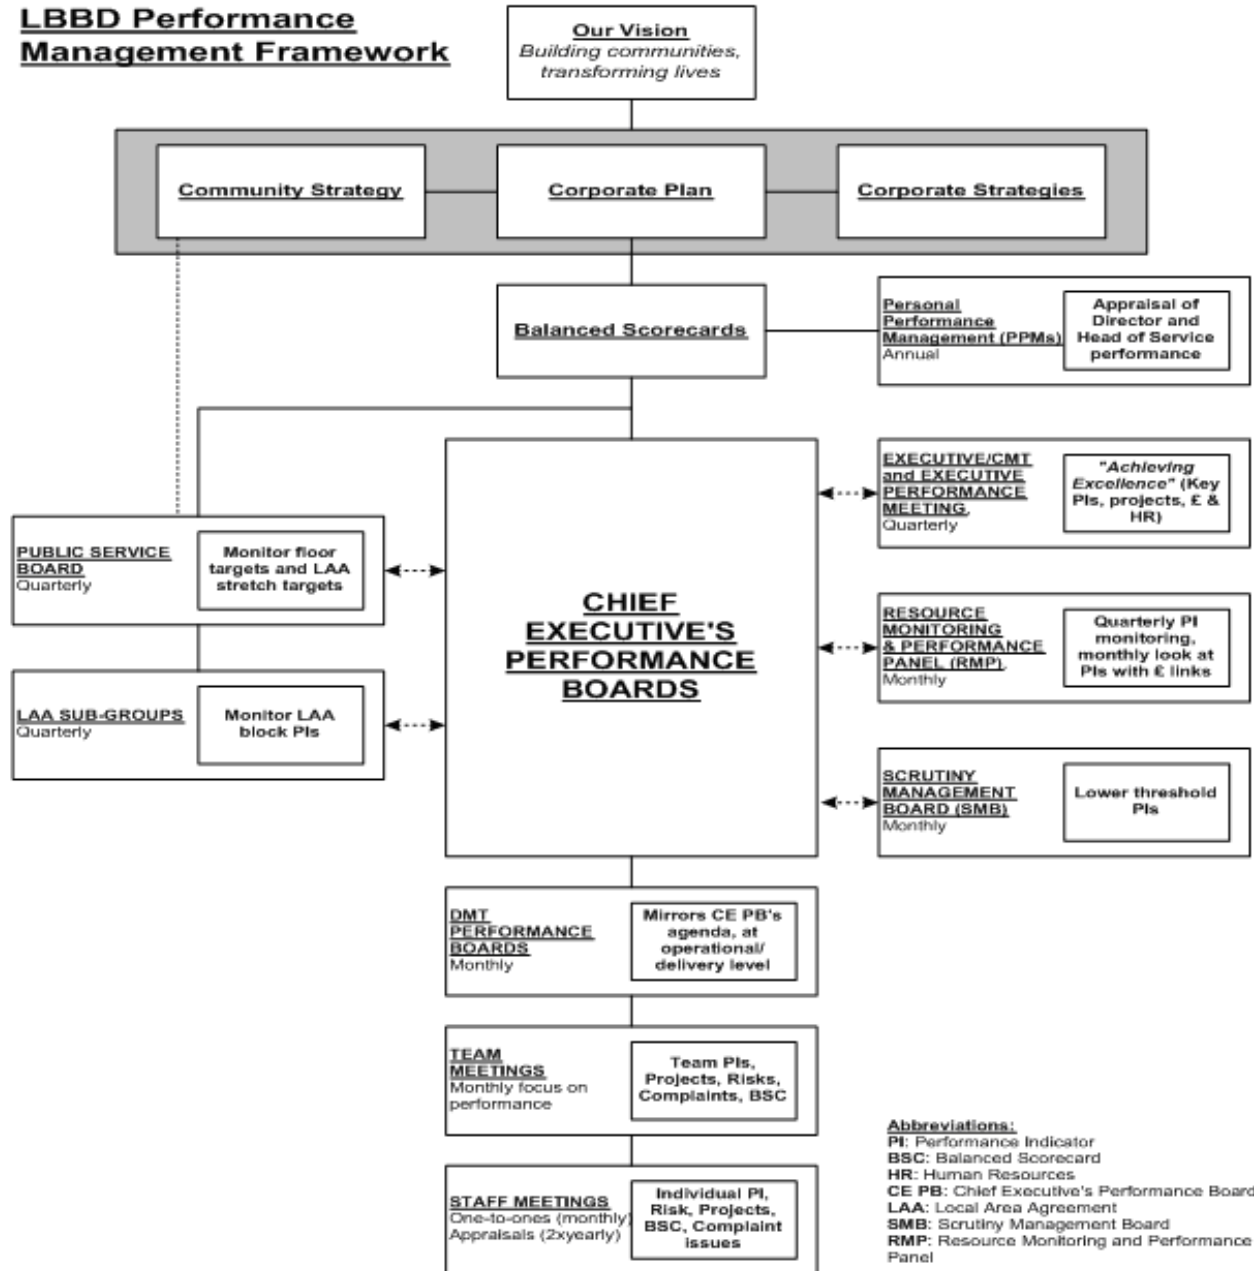 LBBD Performance
Management Framework
Our Vision
Building communities,
transforming lives
Community Strategy
Corporate Plan
Corporate Strategies
Balanced Scorecards
Personal
Performance
Management (PPMs)
Annual
Appraisal of
Director and
Head of Service
performance
EXECUTIVE/CMT
and EXECUTIVE
PERFORMANCE
MEETING,
Quarterly
"Achieving
Excellence" (Key
PIs, projects, £ &
HR)
PUBLIC SERVICE
BOARD
Quarterly
Monitor floor
targets and LAA
stretch targets
CHIEF
EXECUTIVE'S
PERFORMANCE
BOARDS
RESOURCE
MONITORING
& PERFORMANCE
PANEL (RMP),
Monthly
Quarterly PI
monitoring,
monthly look at
PIs with £ links
LAA SUB-GROUPS
Quarterly
Monitor LAA
block PIs
SCRUTINY
MANAGEMENT
BOARD (SMB)
Monthly
Lower threshold
PIs
DMT
PERFORMANCE
BOARDS
Monthly
Mirrors CE PB's
agenda, at
operational/
delivery level
TEAM
MEETINGS
Monthly focus on
performance
Team PIs,
Projects, Risks,
Complaints, BSC
STAFF MEETINGS
One-to-ones (monthly)
Appraisals (2xyearly)
Individual PI,
Risk, Projects,
BSC, Complaint
issues
Abbreviations:
PI: Performance Indicator
BSC: Balanced Scorecard
HR: Human Resources
CE PB: Chief Executive's Performance Board
LAA: Local Area Agreement
SMB: Scrutiny Management Board
RMP: Resource Monitoring and Performance
Panel